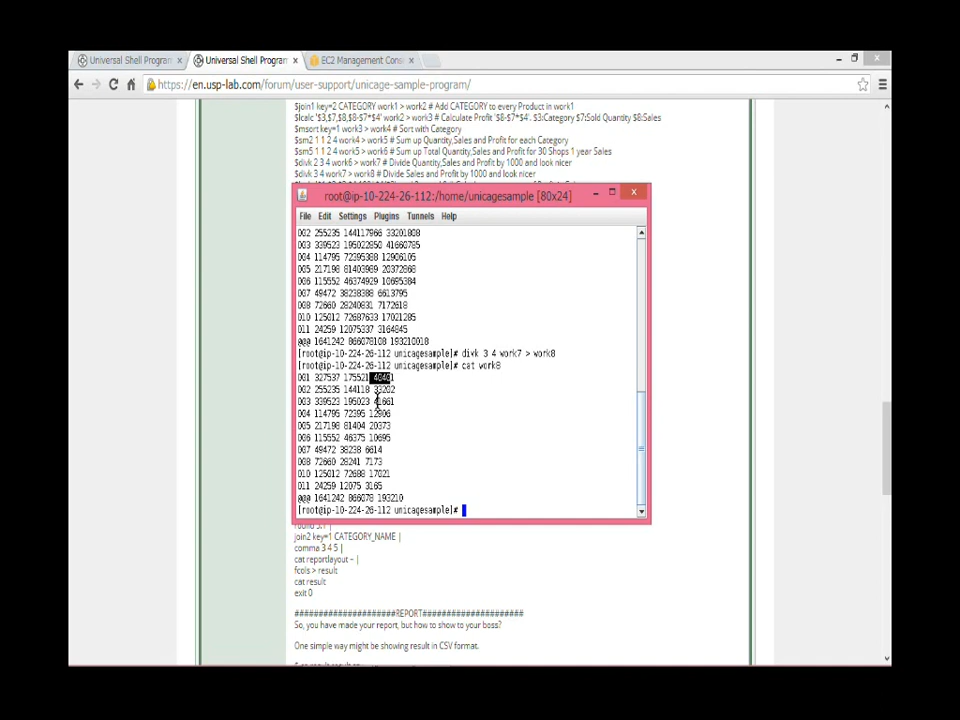 Universal Shell Program ×
Universal Shell Program ×
EC2 Management Cons ×
https://en.usp-lab.com/forum/user-support/unicage-sample-program/
$join1 key=2 CATEGORY work1 > work2 # Add CATEGORY to every Product in work1
$lcalc '$3,$7,$8,$8-$7*$4' work2 > work3 # Calculate Profit '$8-$7*$4'. $3:Category $7:Sold Quantity $8:Sales
$msort key=1 work3 > work4 # Sort with Category
$sm2 1 1 2 4 work4 > work5 # Sum up Quantity,Sales and Profit for each Category
$sm5 1 1 2 4 work5 > work6 # Sum up Total Quantity,Sales and Profit for 30 Shops 1 year Sales
$divk 2 3 4 work6 > work7 # Divide Quantity,Sales and Profit by 1000 and look nicer
$divk 3 4 work7 > work8 # Divide Sales and Profit by 1000 and look nicer
root@ip-10-224-26-112:/home/unicagesample [80x24]
File Edit Settings Plugins Tunnels Help
002 255235 144117966 33201808
003 339523 195022850 41660785
004 114795 72395388 12906105
005 217198 81403989 20372868
006 115552 46374929 10695384
007 49472 38238388 6613795
008 72660 28240831 7172618
010 125012 72687633 17021285
011 24259 12075337 3164845
@@@ 1641242 866078108 193210018
[root@ip-10-224-26-112 unicagesample]# divk 3 4 work7 > work8
[root@ip-10-224-26-112 unicagesample]# cat work8
001 327537 175521 40401
002 255235 144118 33202
003 339523 195023 41661
004 114795 72395 12906
005 217198 81404 20373
006 115552 46375 10695
007 49472 38238 6614
008 72660 28241 7173
010 125012 72688 17021
011 24259 12075 3165
@@@ 1641242 866078 193210
[root@ip-10-224-26-112 unicagesample]#
round 5.1 |
join2 key=1 CATEGORY_NAME |
comma 3 4 5 |
cat reportlayout – |
fcols > result
cat result
exit 0
#####################REPORT#####################
So, you have made your report, but how to show to your boss?
One simple way might be showing result in CSV format.